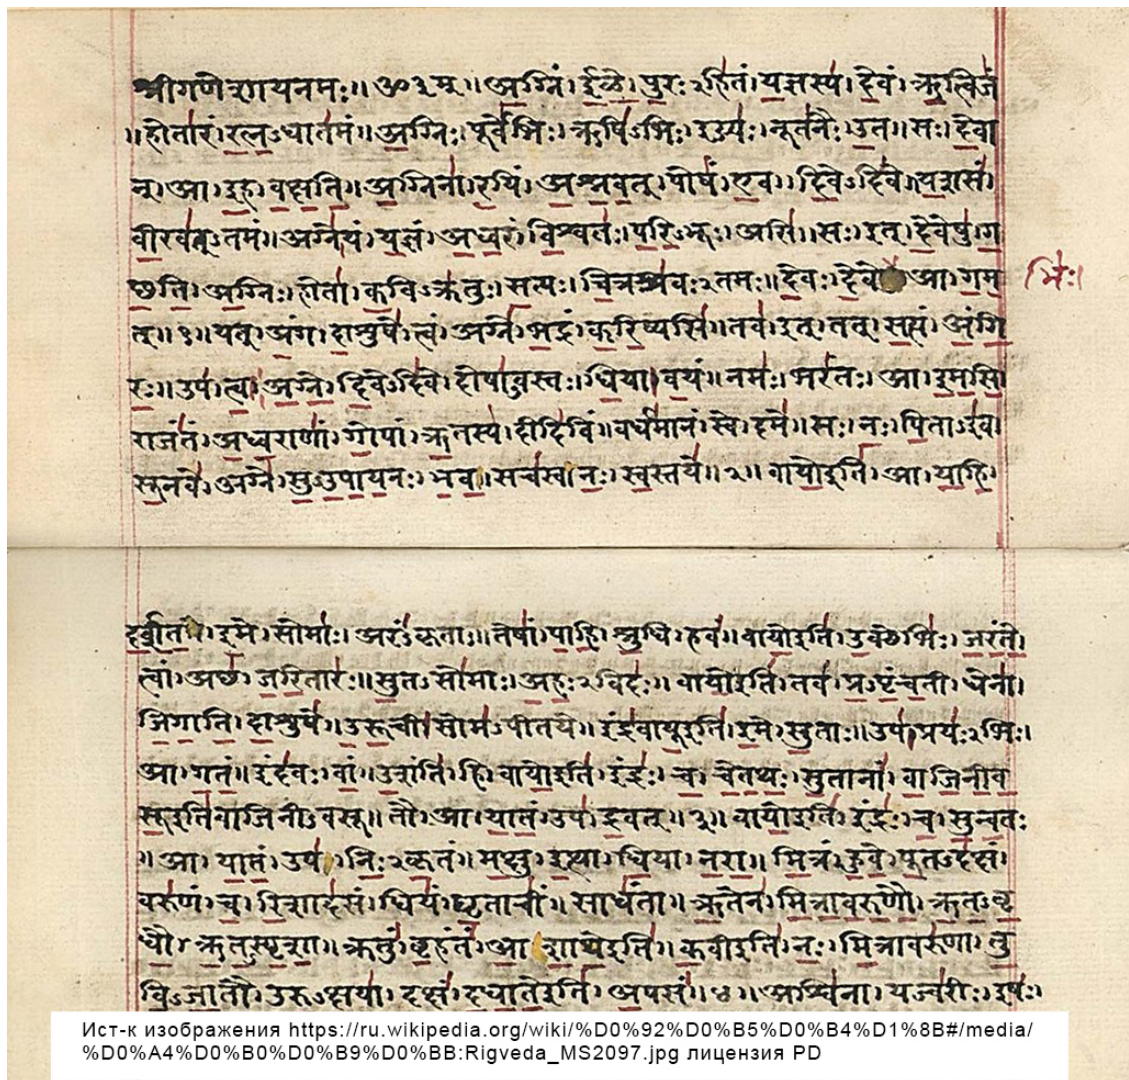 श्रीगणेशायनमः॥ ॐ३म्॥ अग्निं। ईळे। पुरःऽहितं। यज्ञस्य। देवं। ऋत्विजं
॥होतारं। रत्नऽधातमं॥ अग्निः। पूर्वेभिः। ऋषिऽभिः। ईड्यः। नूतनैः। उत॥ सः। देवा
न्। आ। इह। वक्षति॥ अग्निना। रयिं। अश्नवत्। पोषं। एव। दिवेऽदिवे॥ यशसं।
वीरवत्ऽतमं॥ अग्ने। यं। यज्ञं। अध्वरं। विश्वतः। परिऽभूः। असि॥ सः। इत्। देवेषु। ग
च्छति। अग्निः। होता। कविऽक्रतुः। सत्यः। चित्रश्रवःऽतमः॥ देवः। देवे आ। गम
भिः।
त्॥१॥ यत्। अंग। दाशुषे। त्वं। अग्ने। भद्रं। करिष्यसि॥ तव। इत्। तत्। सत्यं। अंगि
रः॥ उप। त्वा। अग्ने। दिवेऽदिवे। दोषाऽवस्तः। धिया। वयं॥ नमः। भरंतः। आ। इमसि॥
राजंतं। अध्वराणां। गोपां। ऋतस्य। दीदिविं॥ वर्धमानं। स्वे। दमे॥ सः। नः। पिताऽइव।
सूनवे। अग्ने। सुऽउपायनः। भव॥ सचस्व। नः। स्वस्तये॥२॥ वायोइति। आ। याहि।
दर्शत। इमे। सोमाः। अरंऽकृताः॥ तेषां। पाहि। श्रुधि। हवं॥ वायोइति। उक्थेभिः। जरंते।
त्वां। अच्छ। जरितारः॥ सुतऽसोमाः। अहःऽविदः॥ वायोइति। तव। प्रऽपृंचती। धेना।
जिगाति। दाशुषे॥ उरूची। सोमऽपीतये॥ इंद्रवायूइति। इमे। सुताः॥ उप। प्रयःऽभिः।
आ। गतं॥ इंदवः। वां। उशंति। हि॥ वायोइति। इंद्रः। च। चेतथः। सुतानां। वाजिनीव
सूइतिवाजिनीऽवसू॥ तौ। आ। यातं। उप। द्रवत्॥३॥ वायोइति। इंद्रः। च। सुन्वतः
। आ। यातं। उप। निःऽकृतं॥ मक्षु। इत्था। धिया। नरा॥ मित्रं। हुवे। पूतऽदक्षं।
वरुणं। च। रिशादसं। धियं। घृताचीं। साधंता॥ ऋतेन। मित्रावरुणौ। ऋतऽवृ
धौ। ऋतऽस्पृशा॥ क्रतुं। बृहंतं। आशाथेइति॥ कवीइति। नः। मित्रावरुणा। तु
विऽजातौ। उरुऽक्षया। दक्षं। दधातेइति। अपसं॥४॥ अश्विना। यज्वरीः। इषः।
Ист-к изображения https://ru.wikipedia.org/wiki/%D0%92%D0%B5%D0%B4%D1%8B#/media/
%D0%A4%D0%B0%D0%B9%D0%BB:Rigveda_MS2097.jpg лицензия PD